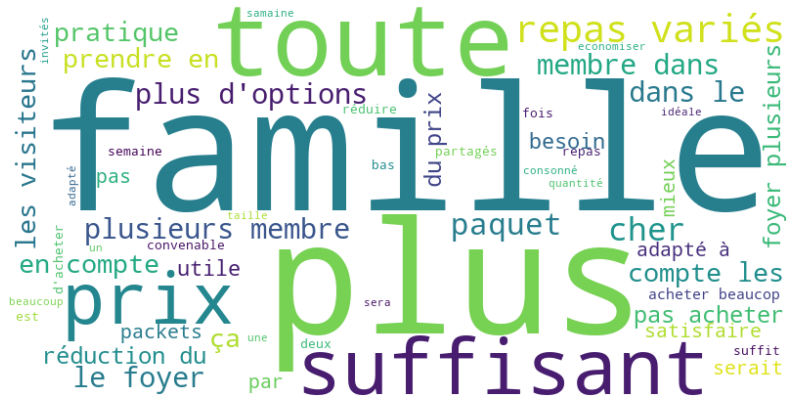 samaine
invités
pratique
toute
repas variés
economiser
prendre en
les visiteurs
membre dans
foyer plusieurs
plus d'options
dans le
famille
réduire
du prix
fois
idéale
besoin
semaine
partagés
repas
adapté
pas
bas
consonné
quantité
mieux
taille
plusieurs membre
paquet
cher
plus
convenable
un
d'acheter
adapté à
en compte
utile
compte les
prix
acheter beaucop
beaucoup
sera
est
pas acheter
packets
ça
une
deux
satisfaire
réduction du
suffisant
suffit
le foyer
par
serait